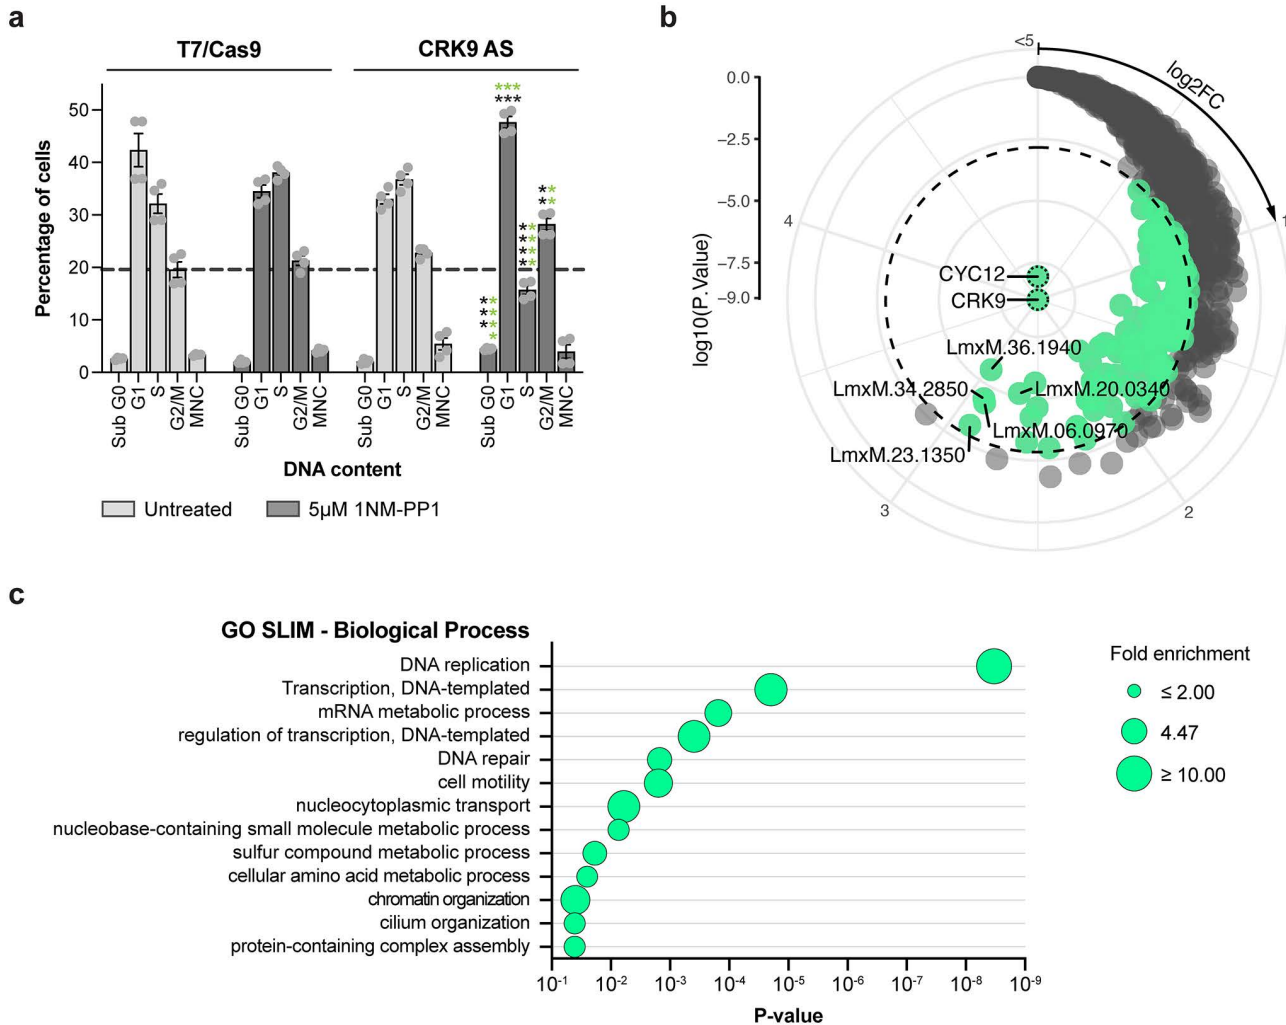 a
T7/Cas9
CRK9 AS
Percentage of cells
50
40
30
20
10
0
***
***
****
****
****
****
**
**
Sub G0
G1
S
G2/M
MNC
Sub G0
G1
S
G2/M
MNC
Sub G0
G1
S
G2/M
MNC
Sub G0
G1
S
G2/M
MNC
DNA content
Untreated
5µM 1NM-PP1
b
<5
log2FC
1
2
3
4
log10(P.Value)
0.0
−2.5
−5.0
−7.5
−9.0
CYC12
CRK9
LmxM.36.1940
LmxM.34.2850
LmxM.20.0340
LmxM.06.0970
LmxM.23.1350
c
GO SLIM - Biological Process
DNA replication
Transcription, DNA-templated
mRNA metabolic process
regulation of transcription, DNA-templated
DNA repair
cell motility
nucleocytoplasmic transport
nucleobase-containing small molecule metabolic process
sulfur compound metabolic process
cellular amino acid metabolic process
chromatin organization
cilium organization
protein-containing complex assembly
10-1 10-2 10-3 10-4 10-5 10-6 10-7 10-8 10-9
P-value
Fold enrichment
≤ 2.00
4.47
≥ 10.00